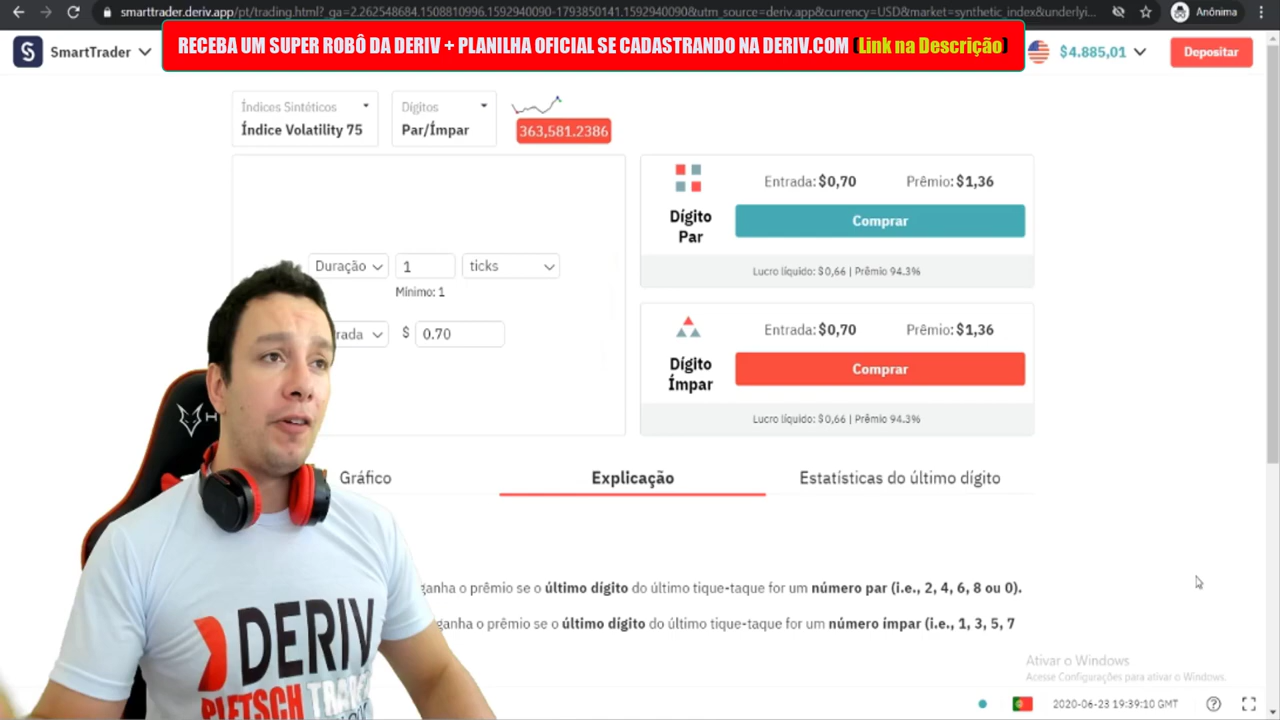 smarttrader.deriv.app/pt/trading.html?_ga=2.262548684.1508810996.1592940090-1793850141.1592940090&utm_source=deriv.app&currency=USD&market=synthetic_index&underlyi...
Anônima
RECEBA UM SUPER ROBÔ DA DERIV + PLANILHA OFICIAL SE CADASTRANDO NA DERIV.COM (Link na Descrição)
S SmartTrader
$4.885,01
Depositar
Índices Sintéticos
Índice Volatility 75
Dígitos
Par/Ímpar
363,581.2386
Duração 1 ticks
Mínimo: 1
rada $ 0.70
Dígito
Par
Entrada: $0,70 Prêmio: $1,36
Comprar
Lucro líquido: $0,66 | Prêmio 94.3%
Dígito
Ímpar
Entrada: $0,70 Prêmio: $1,36
Comprar
Lucro líquido: $0,66 | Prêmio 94.3%
Gráfico Explicação Estatísticas do último dígito
ganha o prêmio se o último dígito do último tique-taque for um número par (i.e., 2, 4, 6, 8 ou 0).
ganha o prêmio se o último dígito do último tique-taque for um número ímpar (i.e., 1, 3, 5, 7
H
DERIV
PLETSCH
Ativar o Windows
Acesse Configurações para ativar o Windows.
2020-06-23 19:39:10 GMT